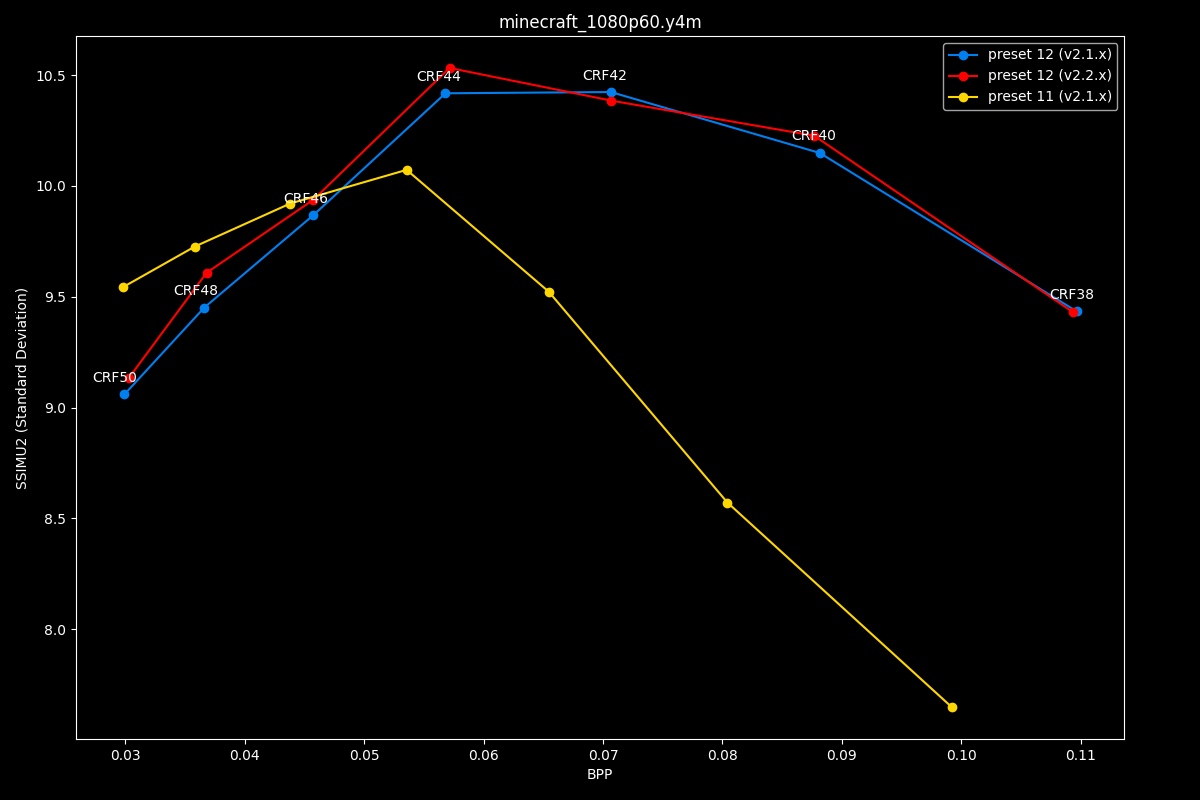 minecraft_1080p60.y4m
preset 12 (v2.1.x)
preset 12 (v2.2.x)
preset 11 (v2.1.x)
SSIMU2 (Standard Deviation)
10.5
10.0
9.5
9.0
8.5
8.0
CRF50
CRF48
CRF46
CRF44
CRF42
CRF40
CRF38
0.03
0.04
0.05
0.06
0.07
0.08
0.09
0.10
0.11
BPP